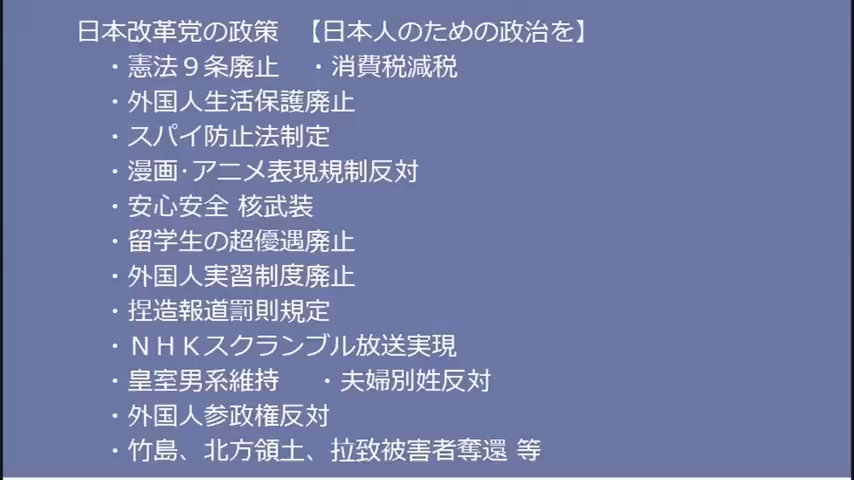 日本改革党の政策　【日本人のための政治を】
・憲法９条廃止　・消費税減税
・外国人生活保護廃止
・スパイ防止法制定
・漫画･アニメ表現規制反対
・安心安全 核武装
・留学生の超優遇廃止
・外国人実習制度廃止
・捏造報道罰則規定
・ＮＨＫスクランブル放送実現
・皇室男系維持　・夫婦別姓反対
・外国人参政権反対
・竹島、北方領土、拉致被害者奪還 等